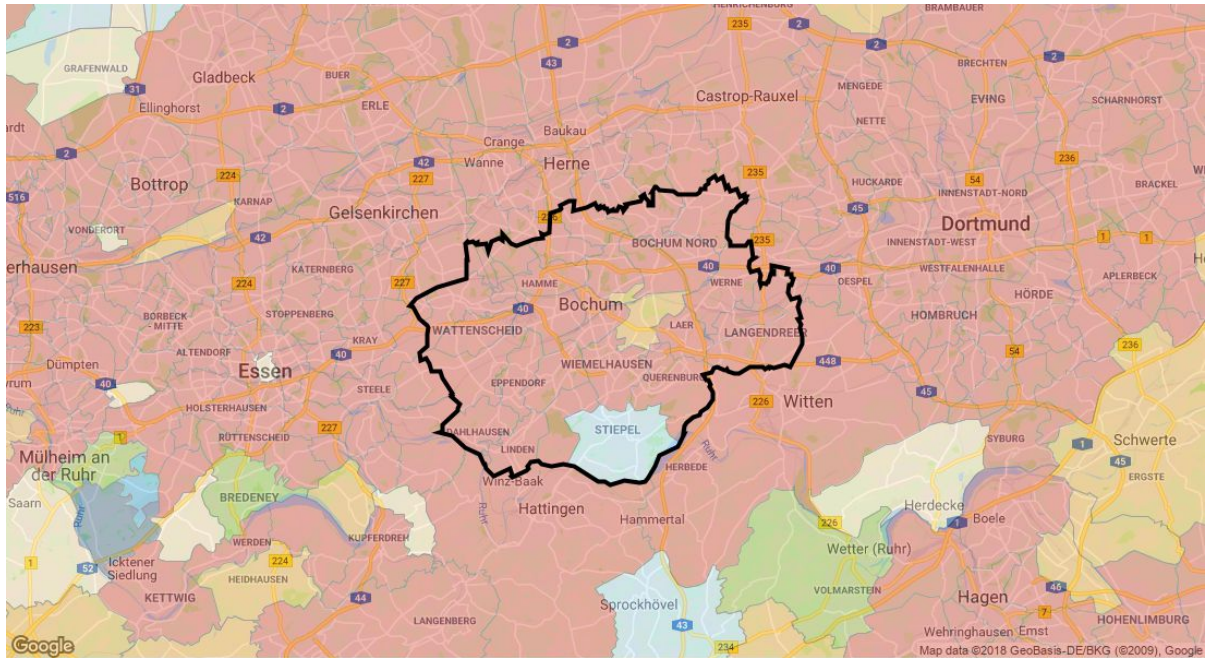 HENRICHENBURG
235
BRAMBAUER
2
43
2
GRAFENWALD
Gladbeck
BUER
BRECHTEN
31
MENGEDE
EVING
Ellinghorst
2
ERLE
Castrop-Rauxel
SCHARNHORST
NETTE
Baukau
Crange
2
42
Wanne
Herne
235
236
Bottrop
224
227
HUCKARDE
54
516
KARNAP
INNENSTADT-NORD
BRACKEL
Gelsenkirchen
45
VONDERORT
42
Dortmund
BOCHUM NORD
235
INNENSTADT-WEST
1
1
erhausen
KATERNBERG
40
40
WESTFALENHALLE
224
227
HAMME
WERNE
DESPEL
APLERBECK
Bochum
HÖRDE
40
BORBECK
- MITTE
STOPPENBERG
HOMBRUCH
223
WATTENSCHEID
LAER
LANGENDREER
236
ALTENDORF
KRAY
54
Dümpten
40
448
Essen
WIEMELHAUSEN
40
EPPENDORF
QUERENBURG
STEELE
45
HOLSTERHAUSEN
226
Witten
227
STIEPEL
RÜTTENSCHEID
DAHLHAUSEN
SYBURG
1
1
Schwerte
Mülheim an
der Ruhr
LINDEN
Ruhr
45
HERBEDE
ERGSTE
Winz-Baak
Saarn
BREDENEY
Herdecke
Ruhr
Ruhr
Hattingen
Hammertal
226
1
Boele
WERDEN
KUPFERDREH
Wetter (Ruhr)
1
52
Icktener
Siedlung
224
HEIDHAUSEN
VOLMARSTEIN
46
KETTWIG
44
Sprockhövel
Hagen
7
HOHENLIMBURG
LANGENBERG
43
Wehringhausen
Emst
234
Google
Map data ©2018 GeoBasis-DE/BKG (©2009), Google